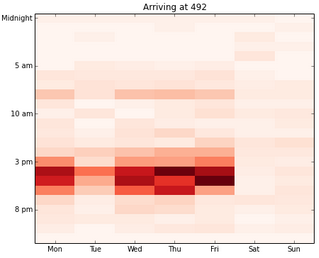 Arriving at 492
Midnight
5 am
10 am
3 pm
8 pm
Mon Tue Wed Thu Fri Sat Sun